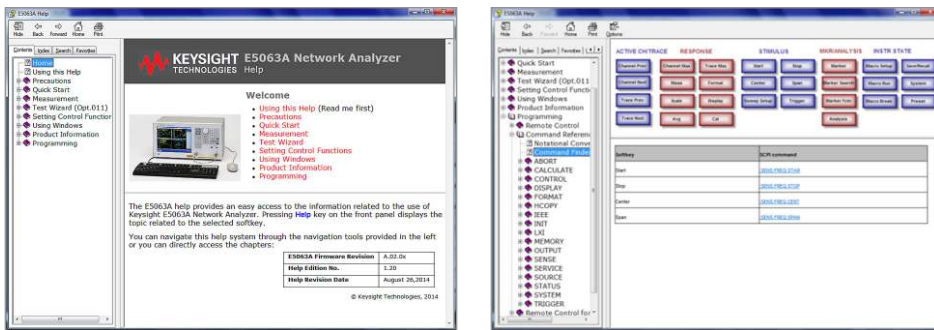 E5063A Help
Hide Back Forward Home Print
Contents Index Search Favorites
Home
Using this Help
Precautions
Quick Start
Measurement
Test Wizard (Opt.011)
Setting Control Function
Using Windows
Product Information
Programming
KEYSIGHT
TECHNOLOGIES
E5063A Network Analyzer
Help
Welcome
Using this Help (Read me first)
Precautions
Quick Start
Measurement
Test Wizard
Setting Control Functions
Using Windows
Product Information
Programming
The E5063A help provides an easy access to the information related to the use of
Keysight E5063A Network Analyzer. Pressing Help key on the front panel displays the
topic related to the selected softkey.
You can navigate this help system through the navigation tools provided in the left
or you can directly access the chapters:
E5063A Firmware Revision A.02.0x
Help Edition No. 1.20
Help Revision Date August 26,2014
© Keysight Technologies, 2014
E5063A Help
Hide Back Forward Home Print Options
Contents Index Search Favorites
Quick Start
Measurement
Test Wizard (Opt.011
Setting Control Functi
Using Windows
Product Information
Programming
Remote Control
Command Referen
Notational Conve
Command Finde
ABORT
CALCULATE
CONTROL
DISPLAY
FORMAT
HCOPY
IEEE
INIT
LXI
MEMORY
OUTPUT
SENSE
SERVICE
SOURCE
STATUS
SYSTEM
TRIGGER
Remote Control for
ACTIVE CH/TRACE RESPONSE STIMULUS MKR/ANALYSIS INSTR STATE
Channel Prev Channel Max Trace Max Start Stop Marker Macro Setup Save/Recall
Channel Next Meas Format Center Span Marker Search Macro Run System
Trace Prev Scale Display Sweep Setup Trigger Marker Fctn Macro Break Preset
Trace Next Avg Cal Analysis
Softkey SCPI command
Start :SENS:FREQ:STAR
Stop :SENS:FREQ:STOP
Center :SENS:FREQ:CENT
Span :SENS:FREQ:SPAN